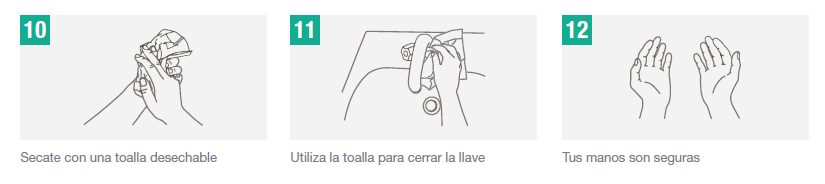 10
11
12
Secate con una toalla desechable
Utiliza la toalla para cerrar la llave
Tus manos son seguras